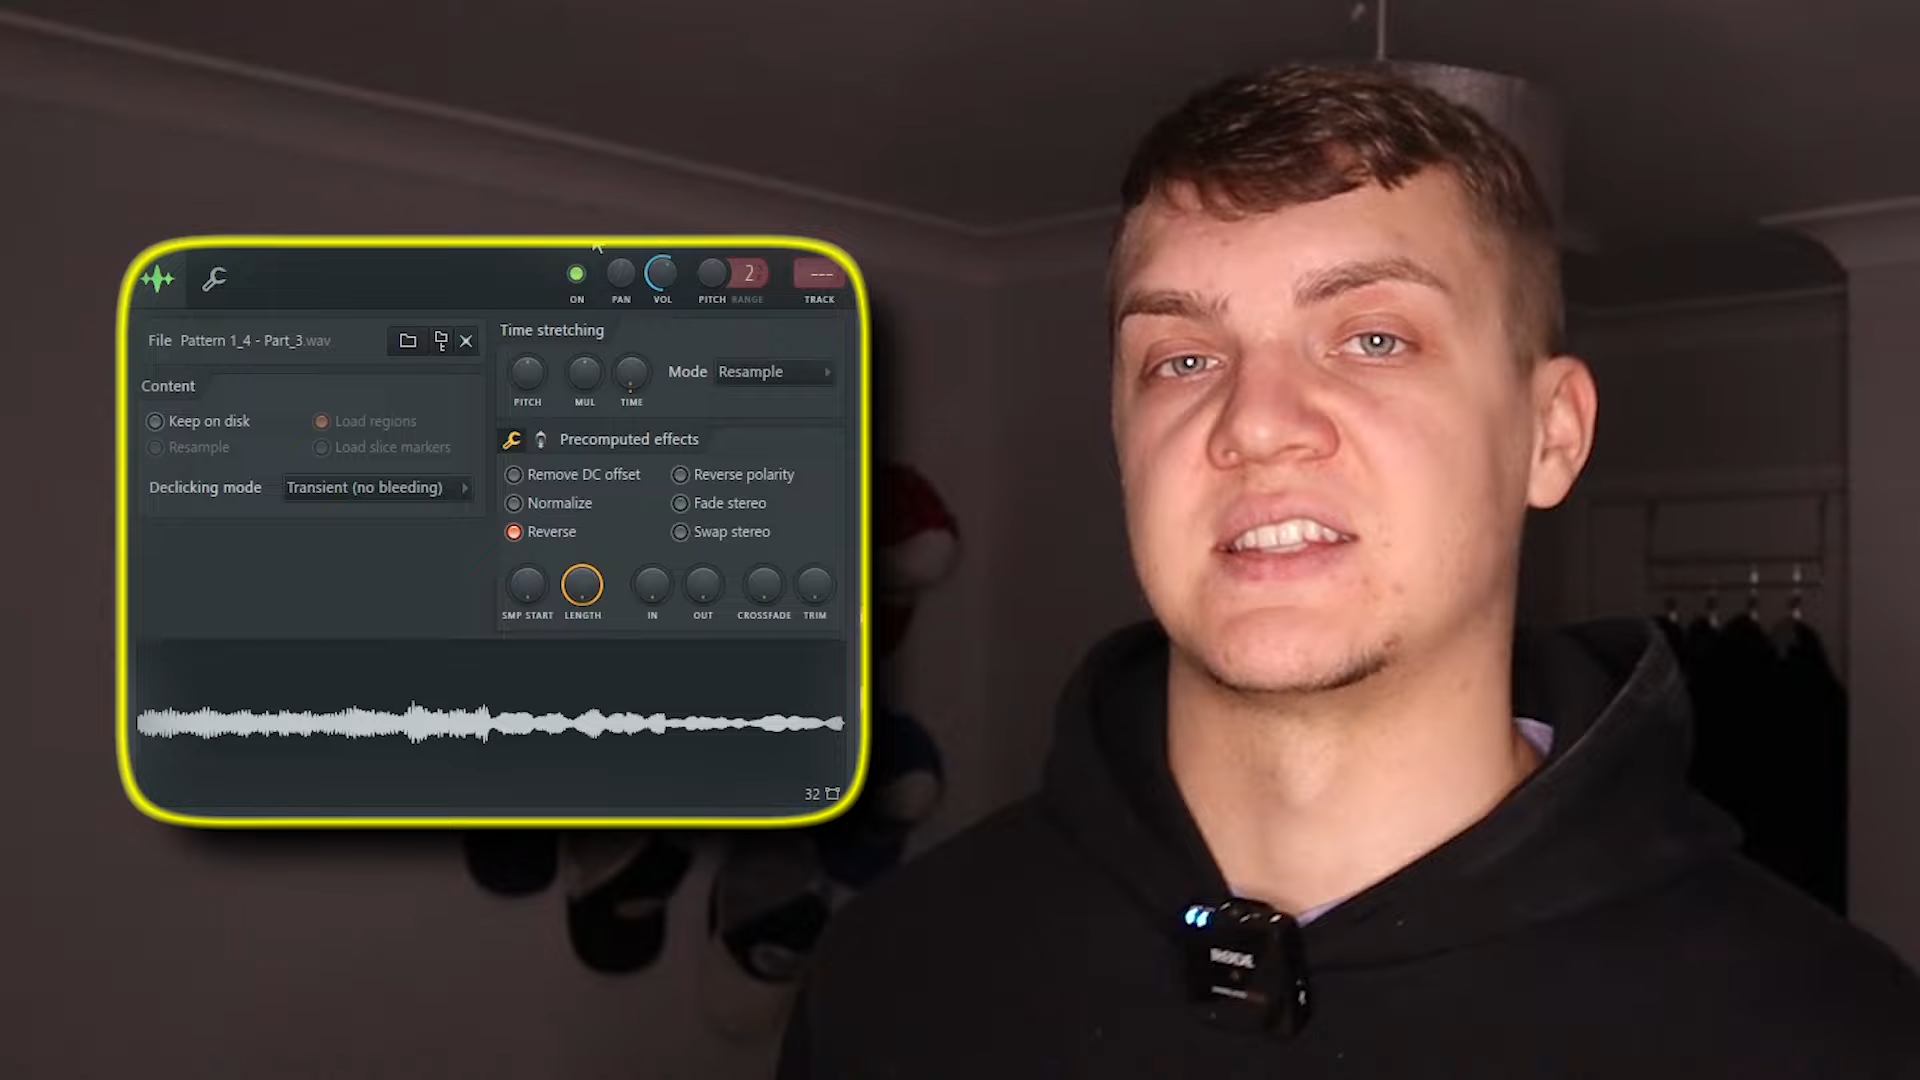 ON PAN VOL PITCH RANGE TRACK
2 ---
File Pattern 1_4 - Part_3.wav
Content
Keep on disk Load regions
Resample Load slice markers
Declicking mode Transient (no bleeding)
Time stretching
PITCH MUL TIME Mode Resample
Precomputed effects
Remove DC offset Reverse polarity
Normalize Fade stereo
Reverse Swap stereo
SMP START LENGTH IN OUT CROSSFADE TRIM
32
RØDE